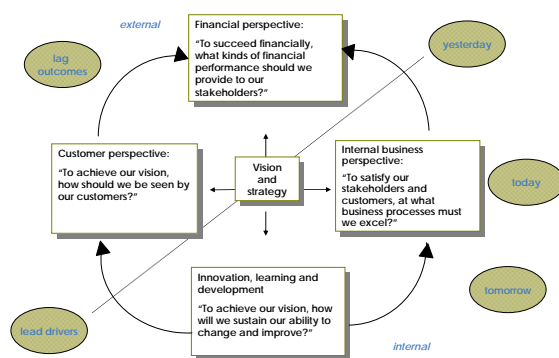 external
Financial perspective:
“To succeed financially,
what kinds of financial
performance should we
provide to our
stakeholders?”
yesterday
lag
outcomes
Customer perspective:
“To achieve our vision,
how should we be seen by
our customers?”
Vision
and
strategy
Internal business
perspective:
“To satisfy our
stakeholders and
customers, at what
business processes must
we excel?”
today
Innovation, learning and
development
“To achieve our vision, how
will we sustain our ability to
change and improve?”
tomorrow
lead drivers
internal